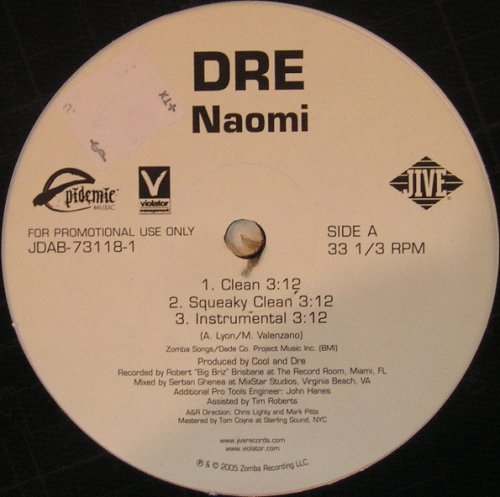 DRE
Naomi
Epidemic
MUSIC
violator
management
JIVE
FOR PROMOTIONAL USE ONLY
JDAB-73118-1
SIDE A
33 1/3 RPM
1. Clean 3:12
2. Squeaky Clean 3:12
3. Instrumental 3:12
(A. Lyon/M. Valenzano)
Zomba Songs/Dade Co. Project Music Inc. (BMI)
Produced by Cool and Dre
Recorded by Robert "Big Briz" Brisbane at The Record Room, Miami, FL
Mixed by Serban Ghenea at MixStar Studios, Virginia Beach, VA
Additional Pro Tools Engineer: John Hanes
Assisted by Tim Roberts
A&R Direction: Chris Lighty and Mark Pitts
Mastered by Tom Coyne at Sterling Sound, NYC
www.jiverecords.com
www.violator.com
℗ & © 2005 Zomba Recording LLC.